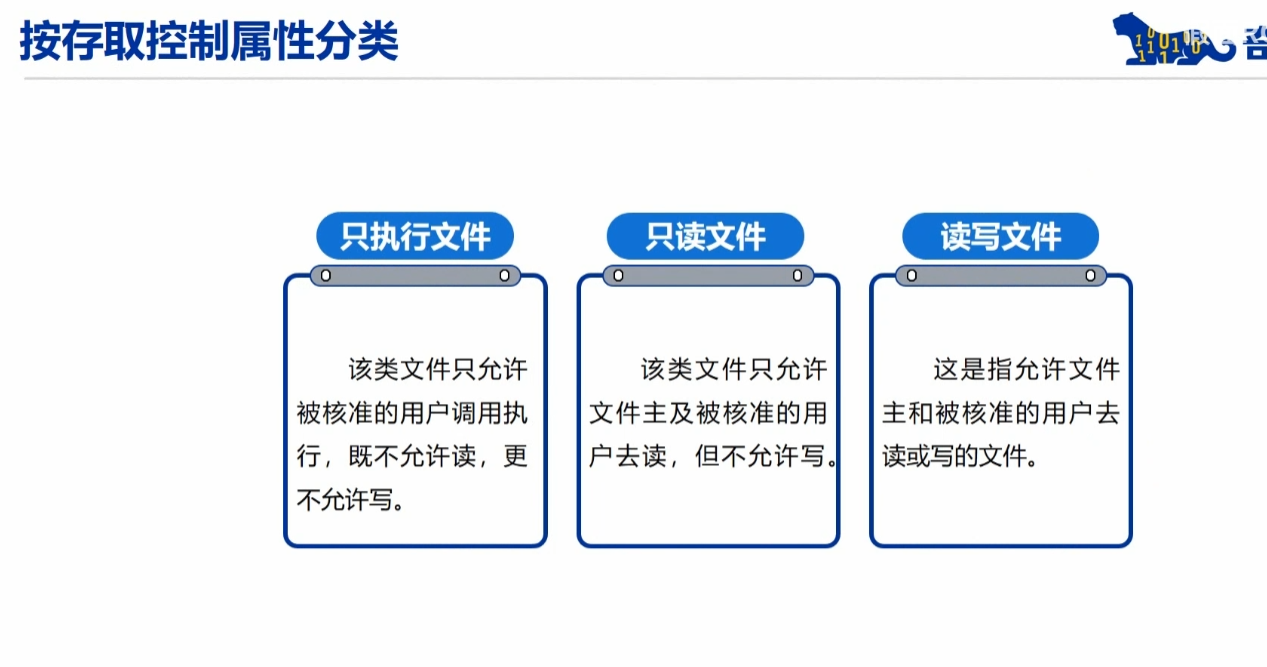 按存取控制属性分类
只执行文件
该类文件只允许
被核准的用户调用执
行，既不允许读，更
不允许写。
只读文件
该类文件只允许
文件主及被核准的用
户去读，但不允许写。
读写文件
这是指允许文件
主和被核准的用户去
读或写的文件。